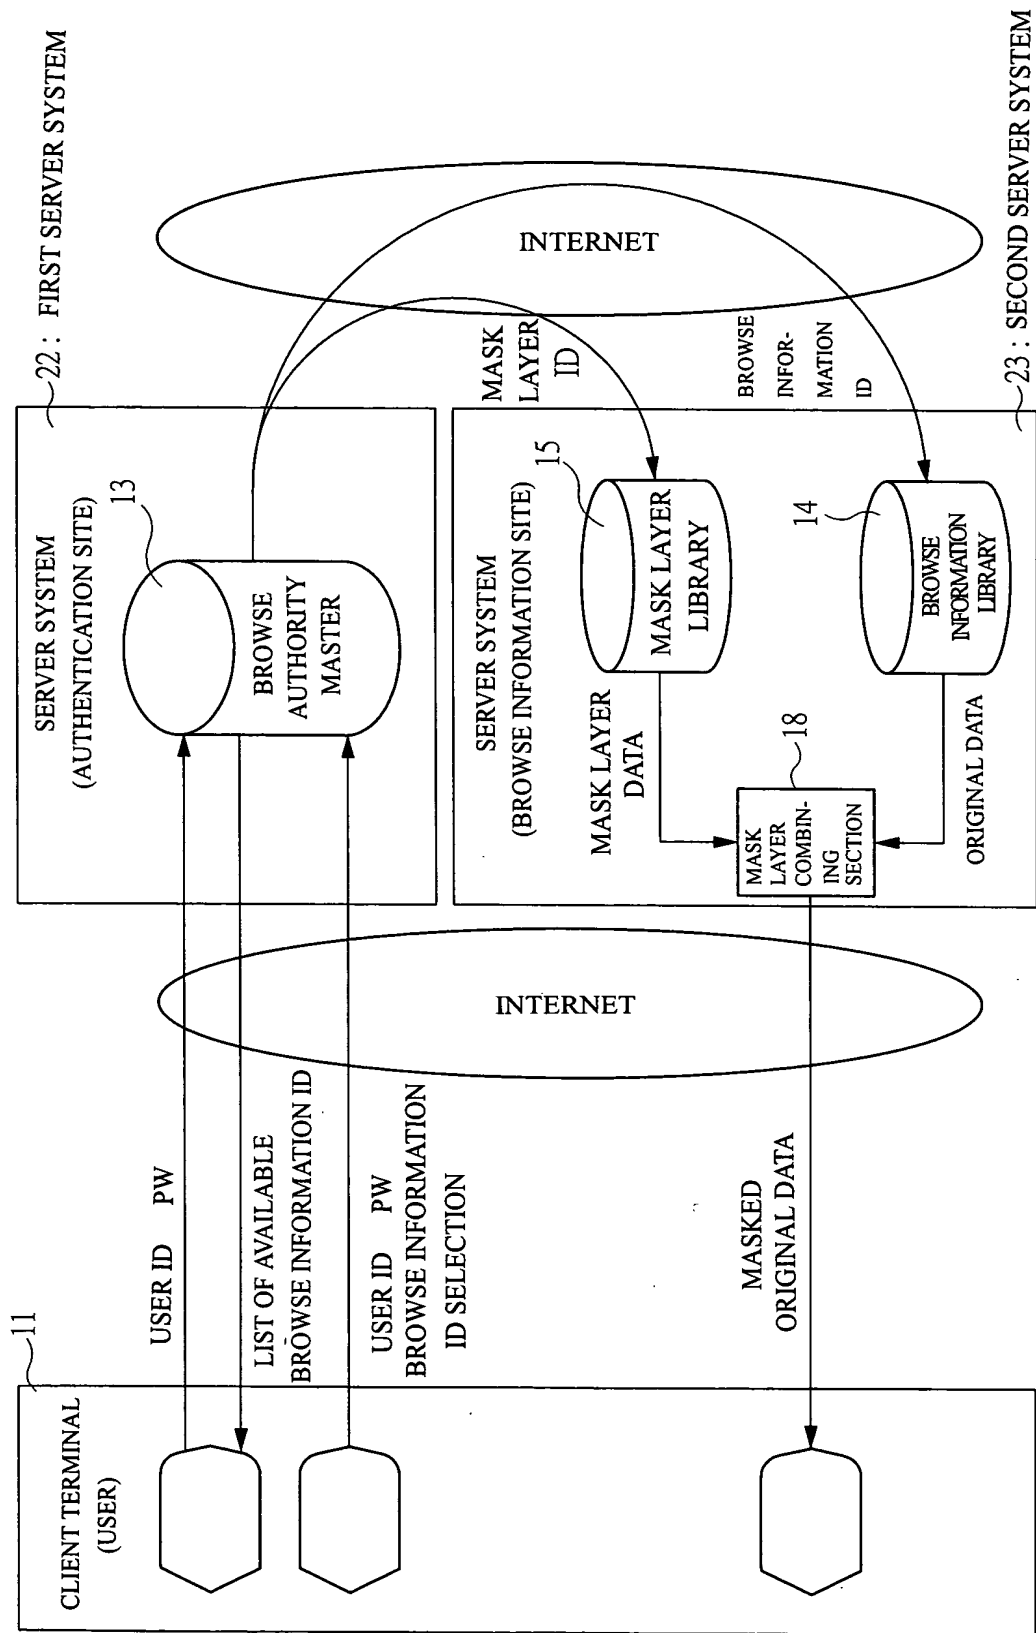 11
CLIENT TERMINAL
(USER)
USER ID PW
LIST OF AVAILABLE
BROWSE INFORMATION ID
USER ID PW
BROWSE INFORMATION
ID SELECTION
MASKED
ORIGINAL DATA
INTERNET
22 : FIRST SERVER SYSTEM
SERVER SYSTEM
(AUTHENTICATION SITE)
13
BROWSE
AUTHORITY
MASTER
SERVER SYSTEM
(BROWSE INFORMATION SITE)
15
MASK LAYER
LIBRARY
MASK LAYER
DATA
18
MASK
LAYER
COMBIN-
ING
SECTION
14
BROWSE
INFORMATION
LIBRARY
ORIGINAL DATA
MASK
LAYER
ID
BROWSE
INFOR-
MATION
ID
INTERNET
23 : SECOND SERVER SYSTEM